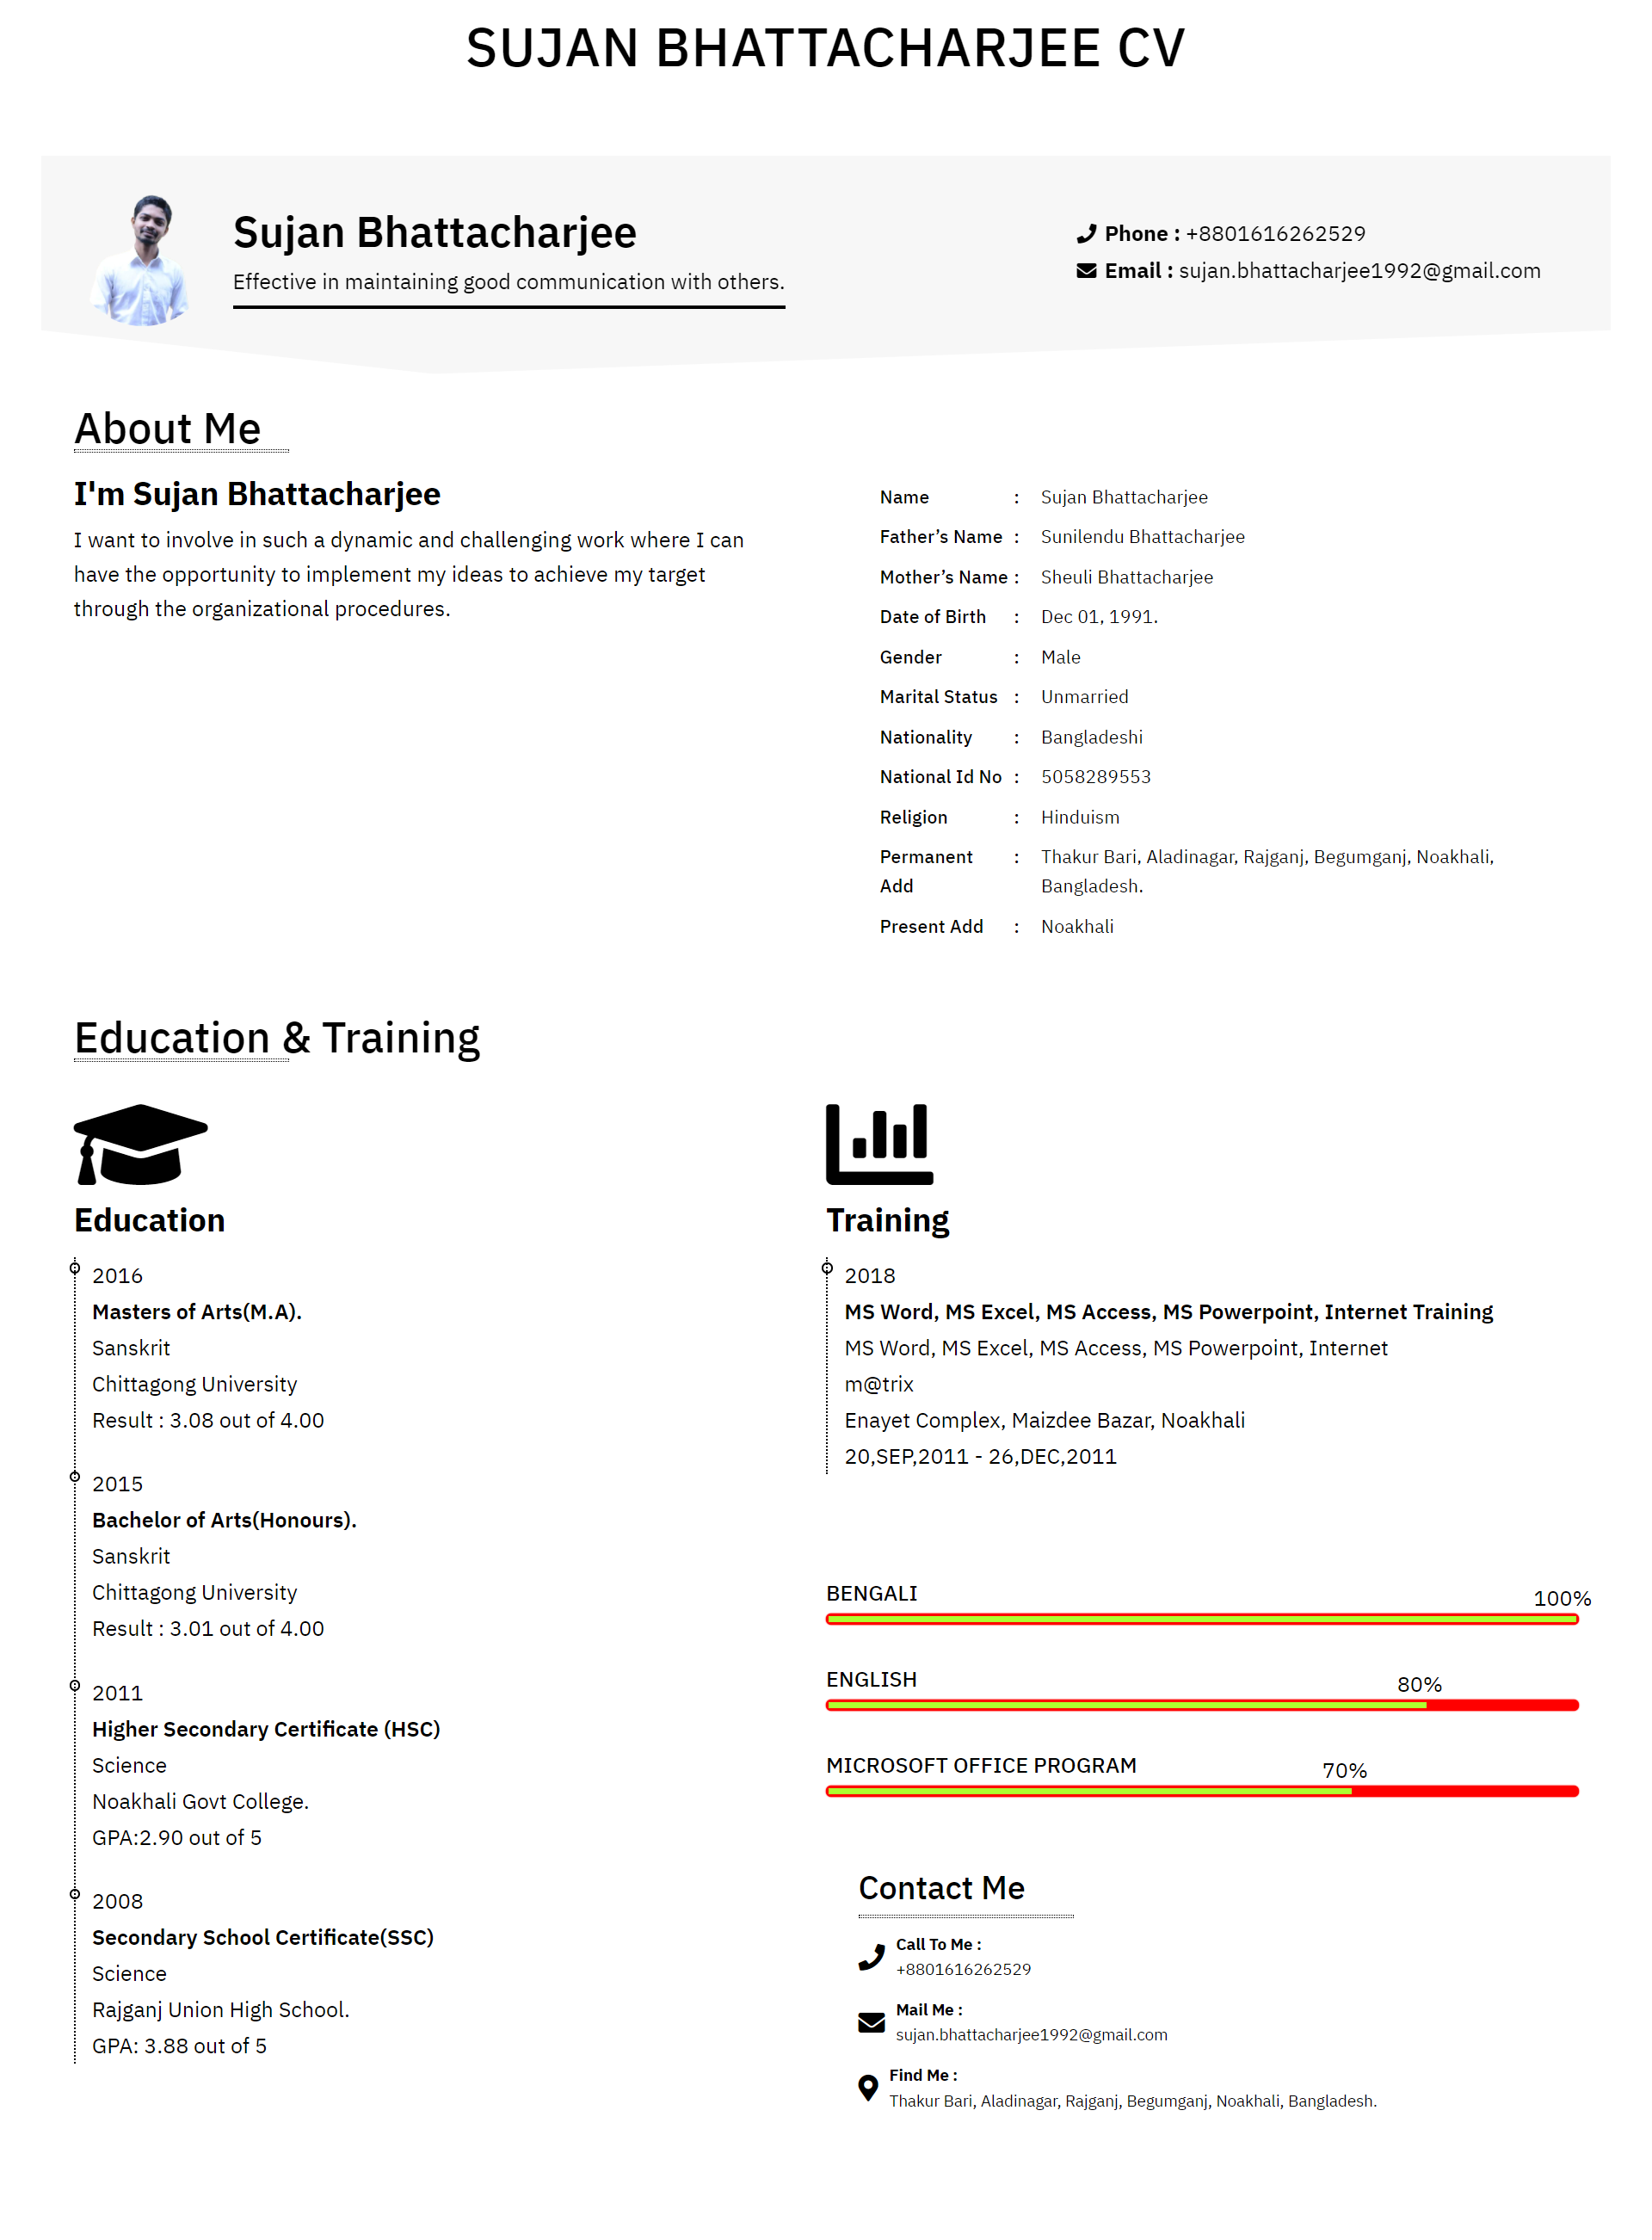 SUJAN BHATTACHARJEE CV
Sujan Bhattacharjee
Effective in maintaining good communication with others.
Phone : +8801616262529
Email : sujan.bhattacharjee1992@gmail.com
About Me
I'm Sujan Bhattacharjee
I want to involve in such a dynamic and challenging work where I can
have the opportunity to implement my ideas to achieve my target
through the organizational procedures.
Name : Sujan Bhattacharjee
Father’s Name : Sunilendu Bhattacharjee
Mother’s Name : Sheuli Bhattacharjee
Date of Birth : Dec 01, 1991.
Gender : Male
Marital Status : Unmarried
Nationality : Bangladeshi
National Id No : 5058289553
Religion : Hinduism
Permanent : Thakur Bari, Aladinagar, Rajganj, Begumganj, Noakhali,
Add Bangladesh.
Present Add : Noakhali
Education & Training
Education
2016
Masters of Arts(M.A).
Sanskrit
Chittagong University
Result : 3.08 out of 4.00
2015
Bachelor of Arts(Honours).
Sanskrit
Chittagong University
Result : 3.01 out of 4.00
2011
Higher Secondary Certificate (HSC)
Science
Noakhali Govt College.
GPA:2.90 out of 5
2008
Secondary School Certificate(SSC)
Science
Rajganj Union High School.
GPA: 3.88 out of 5
Training
2018
MS Word, MS Excel, MS Access, MS Powerpoint, Internet Training
MS Word, MS Excel, MS Access, MS Powerpoint, Internet
m@trix
Enayet Complex, Maizdee Bazar, Noakhali
20,SEP,2011 - 26,DEC,2011
BENGALI 100%
ENGLISH 80%
MICROSOFT OFFICE PROGRAM 70%
Contact Me
Call To Me :
+8801616262529
Mail Me :
sujan.bhattacharjee1992@gmail.com
Find Me :
Thakur Bari, Aladinagar, Rajganj, Begumganj, Noakhali, Bangladesh.